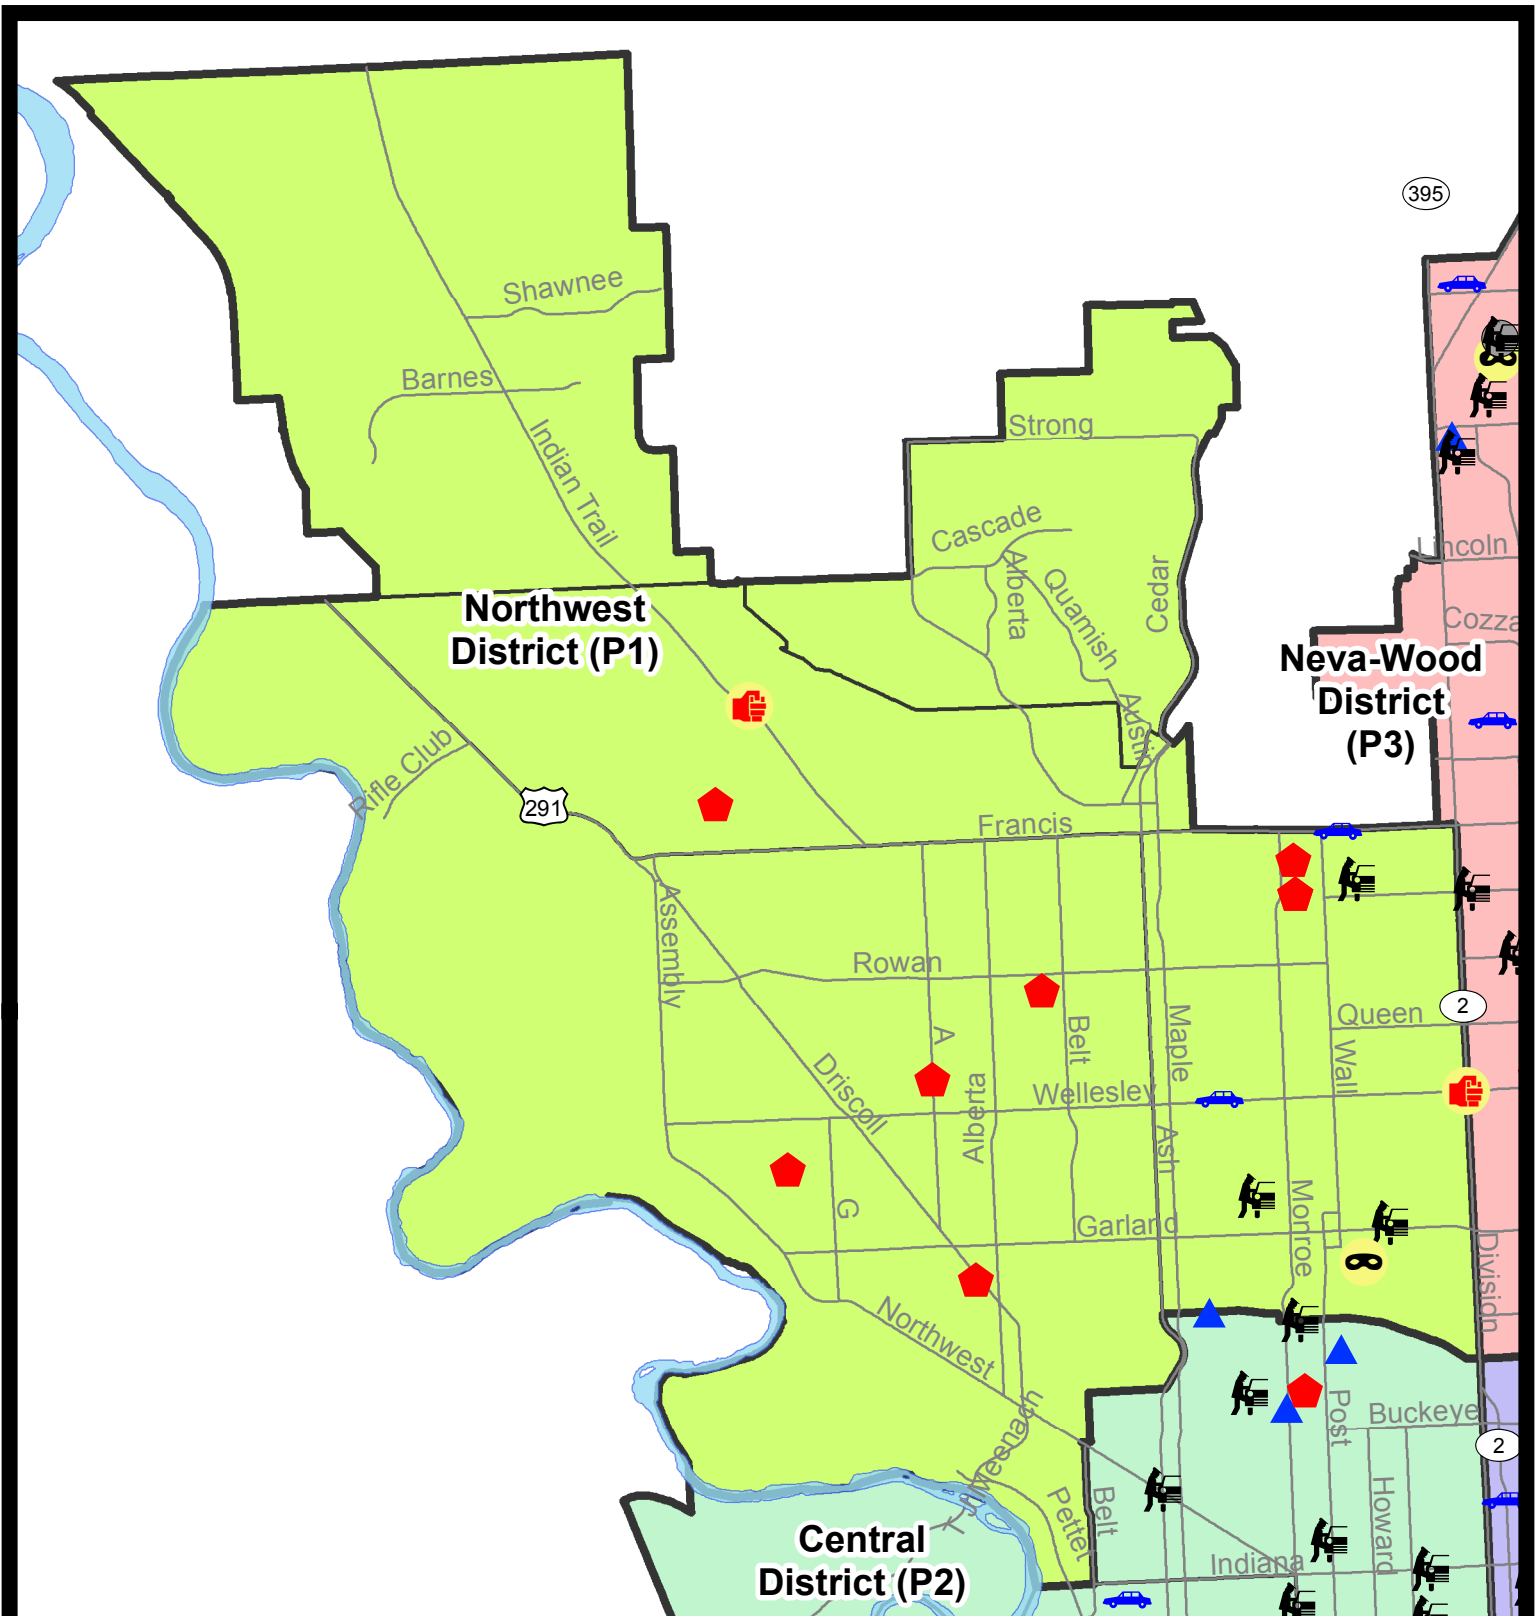 395
Shawnee
Barnes
Indian Trail
Strong
Cascade
Alberta
Quamish
Cedar
Austin
Lincoln
Cozza
Northwest
District (P1)
Neva-Wood
District
(P3)
Rifle Club
291
Francis
Assembly
Rowan
A
Belt
Maple
Queen
2
Wall
Driscoll
Alberta
Wellesley
Ash
G
Garland
Monroe
Division
Northwest
T J Meenach
Pettet
Belt
Post
Buckeye
2
Howard
Indiana
Central
District (P2)